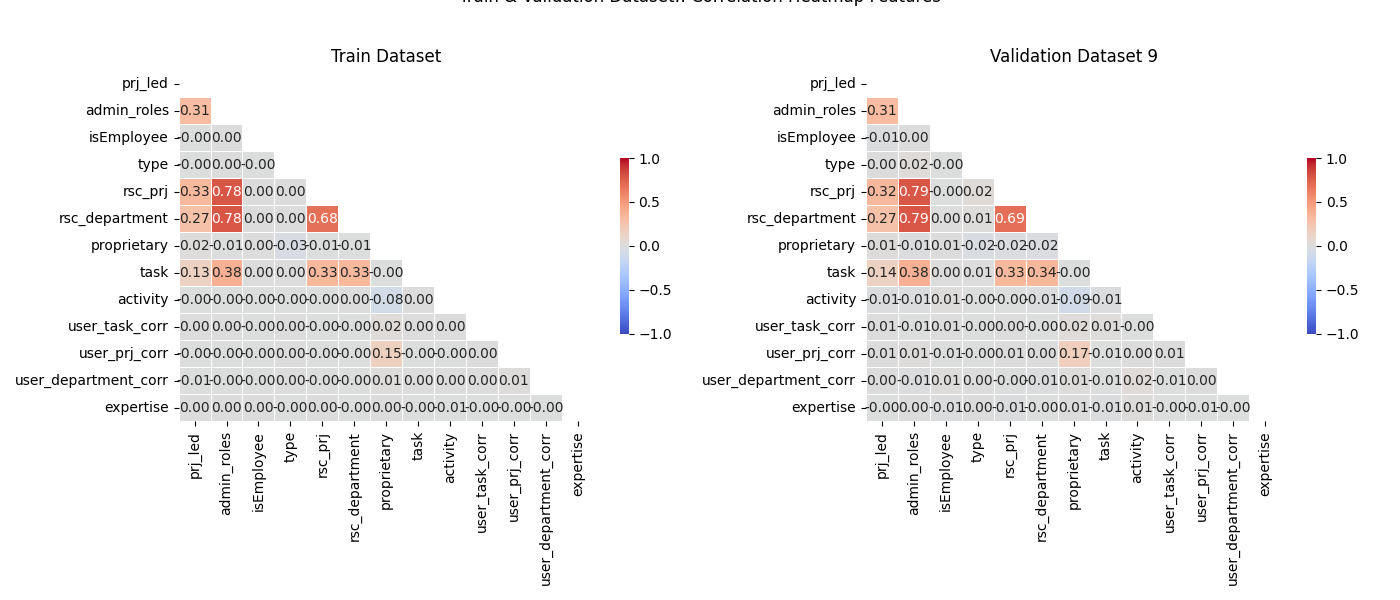 Train & Validation Dataset: Correlation Heatmap Features
Train Dataset
prj_led
admin_roles 0.31
isEmployee -0.00 0.00
type -0.00 0.00 -0.00
rsc_prj 0.33 0.78 0.00 0.00
rsc_department 0.27 0.78 0.00 0.00 0.68
proprietary -0.02 -0.01 0.00 -0.03 -0.01 -0.01
task 0.13 0.38 0.00 0.00 0.33 0.33 -0.00
activity -0.00 -0.00 -0.00 -0.00 -0.00 0.00 -0.08 0.00
user_task_corr -0.00 0.00 -0.00 -0.00 -0.00 -0.00 0.02 0.00 0.00
user_prj_corr -0.00 -0.00 0.00 -0.00 -0.00 -0.00 0.15 -0.00 -0.00 0.00
user_department_corr -0.01 -0.00 -0.00 0.00 -0.00 -0.00 0.01 0.00 0.00 0.00 0.01
expertise -0.00 0.00 0.00 -0.00 0.00 -0.00 0.00 -0.00 -0.01 -0.00 -0.00 -0.00
prj_led
admin_roles
isEmployee
type
rsc_prj
rsc_department
proprietary
task
activity
user_task_corr
user_prj_corr
user_department_corr
expertise
1.0
0.5
0.0
−0.5
−1.0
Validation Dataset 9
prj_led
admin_roles 0.31
isEmployee -0.01 0.00
type 0.00 0.02 -0.00
rsc_prj 0.32 0.79 -0.00 0.02
rsc_department 0.27 0.79 0.00 0.01 0.69
proprietary -0.01 -0.01 0.01 -0.02 -0.02 -0.02
task 0.14 0.38 0.00 0.01 0.33 0.34 -0.00
activity -0.01 -0.01 0.01 -0.00 -0.00 -0.01 -0.09 -0.01
user_task_corr -0.01 -0.01 0.01 -0.00 -0.00 -0.00 0.02 0.01 -0.00
user_prj_corr -0.01 0.01 -0.01 -0.00 0.01 0.00 0.17 -0.01 0.00 0.01
user_department_corr -0.00 -0.01 0.01 0.00 -0.00 -0.01 0.01 -0.01 0.02 -0.01 0.00
expertise -0.00 0.00 -0.01 0.00 -0.01 -0.00 0.01 -0.01 0.01 -0.00 -0.01 -0.00
prj_led
admin_roles
isEmployee
type
rsc_prj
rsc_department
proprietary
task
activity
user_task_corr
user_prj_corr
user_department_corr
expertise
1.0
0.5
0.0
−0.5
−1.0